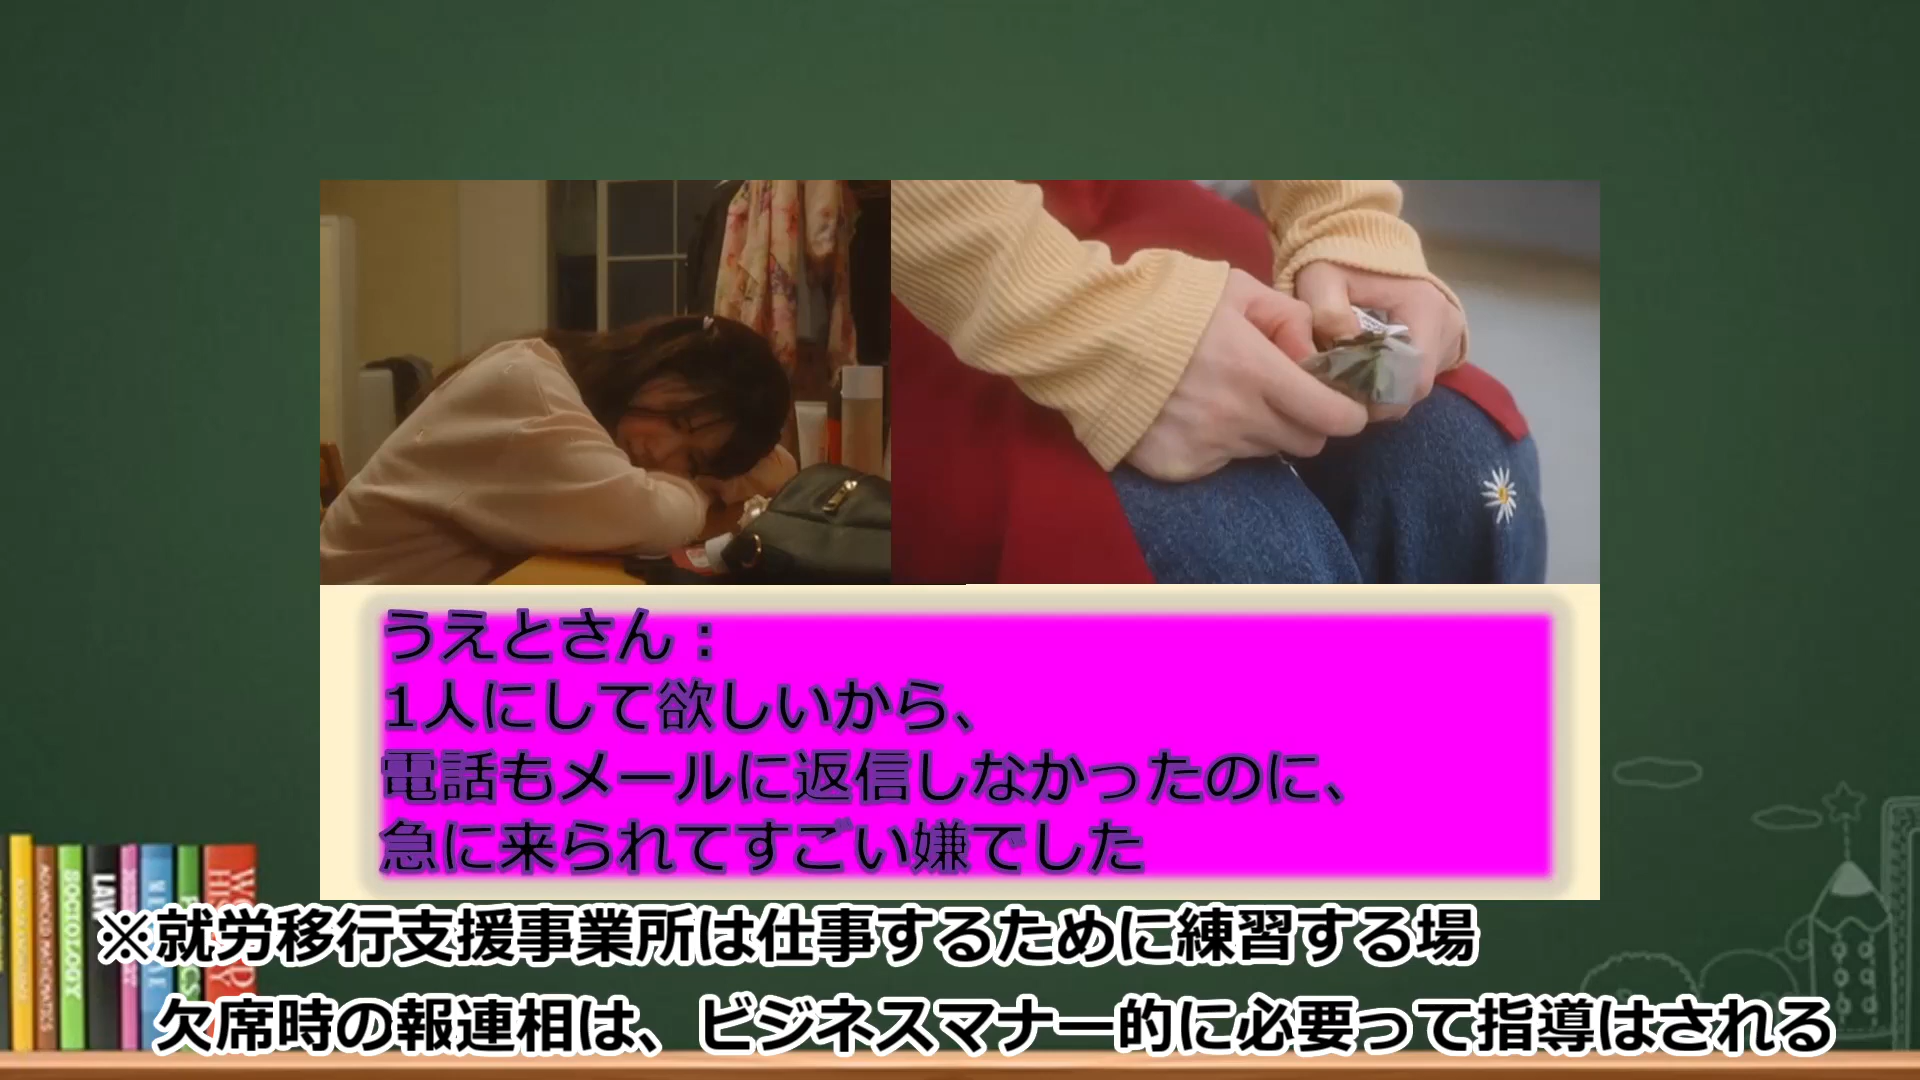 うえとさん：
1人にして欲しいから、
電話もメールに返信しなかったのに、
急に来られてすごい嫌でした
※就労移行支援事業所は仕事するために練習する場
欠席時の報連相は、ビジネスマナー的に必要って指導はされる
ADVANCED MATHEMATICS
SOCIOLOGY
LAW